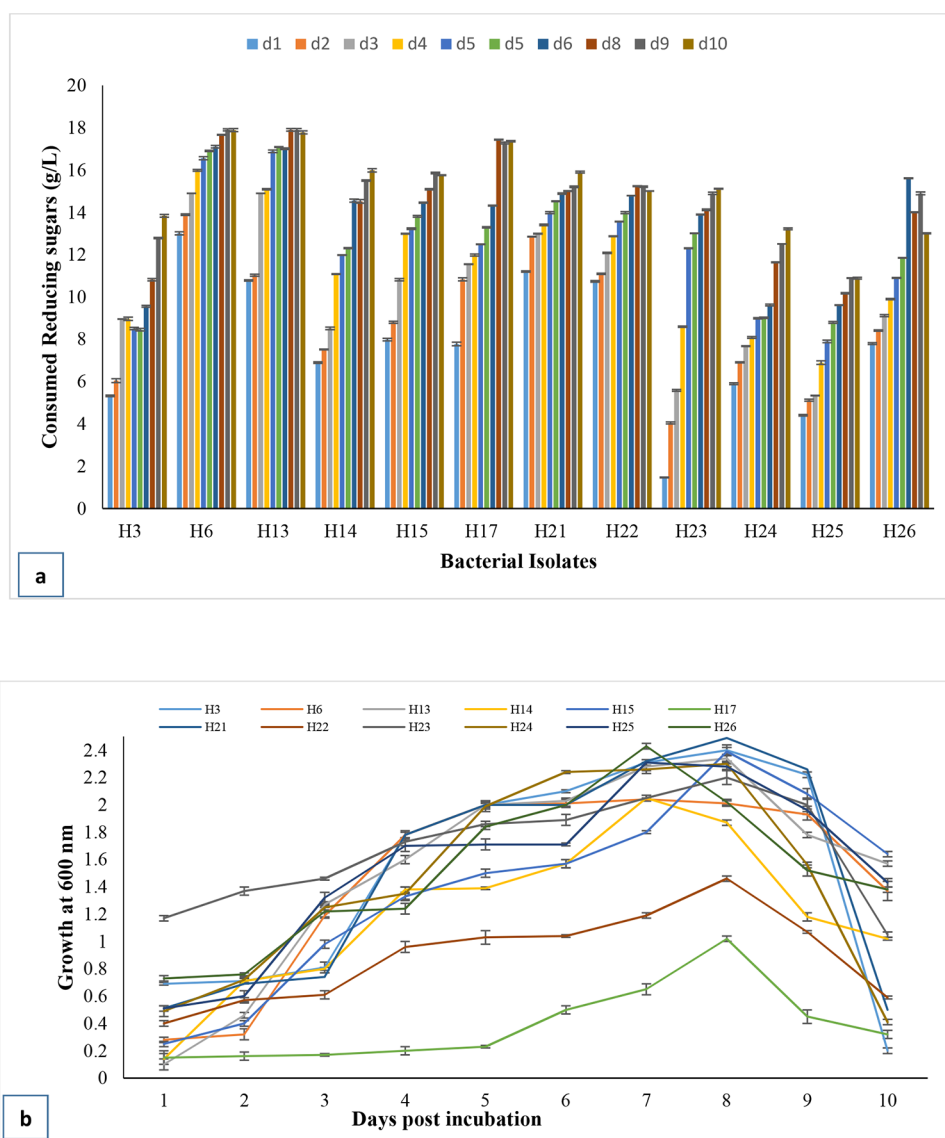 d1 d2 d3 d4 d5 d5 d6 d8 d9 d10
20
18
16
14
12
10
8
6
4
2
0
Consumed Reducing sugars (g/L)
H3 H6 H13 H14 H15 H17 H21 H22 H23 H24 H25 H26
Bacterial Isolates
a
H3 H6 H13 H14 H15 H17
H21 H22 H23 H24 H25 H26
2.4
2.2
2
1.8
1.6
1.4
1.2
1
0.8
0.6
0.4
0.2
0
Growth at 600 nm
1 2 3 4 5 6 7 8 9 10
Days post incubation
b